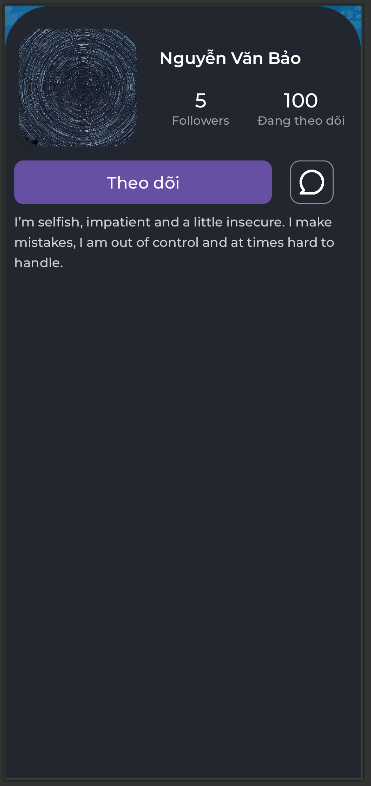 Nguyễn Văn Bảo
5 100
Followers Đang theo dõi
Theo dõi
I'm selfish, impatient and a little insecure. I make
mistakes, I am out of control and at times hard to
handle.